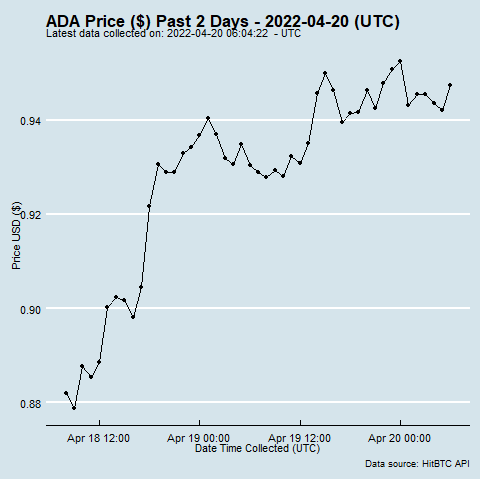 ADA Price ($) Past 2 Days - 2022-04-20 (UTC)
Latest data collected on: 2022-04-20 06:04:22 - UTC
Price USD ($)
0.94
0.92
0.90
0.88
Apr 18 12:00 Apr 19 00:00 Apr 19 12:00 Apr 20 00:00
Date Time Collected (UTC)
Data source: HitBTC API